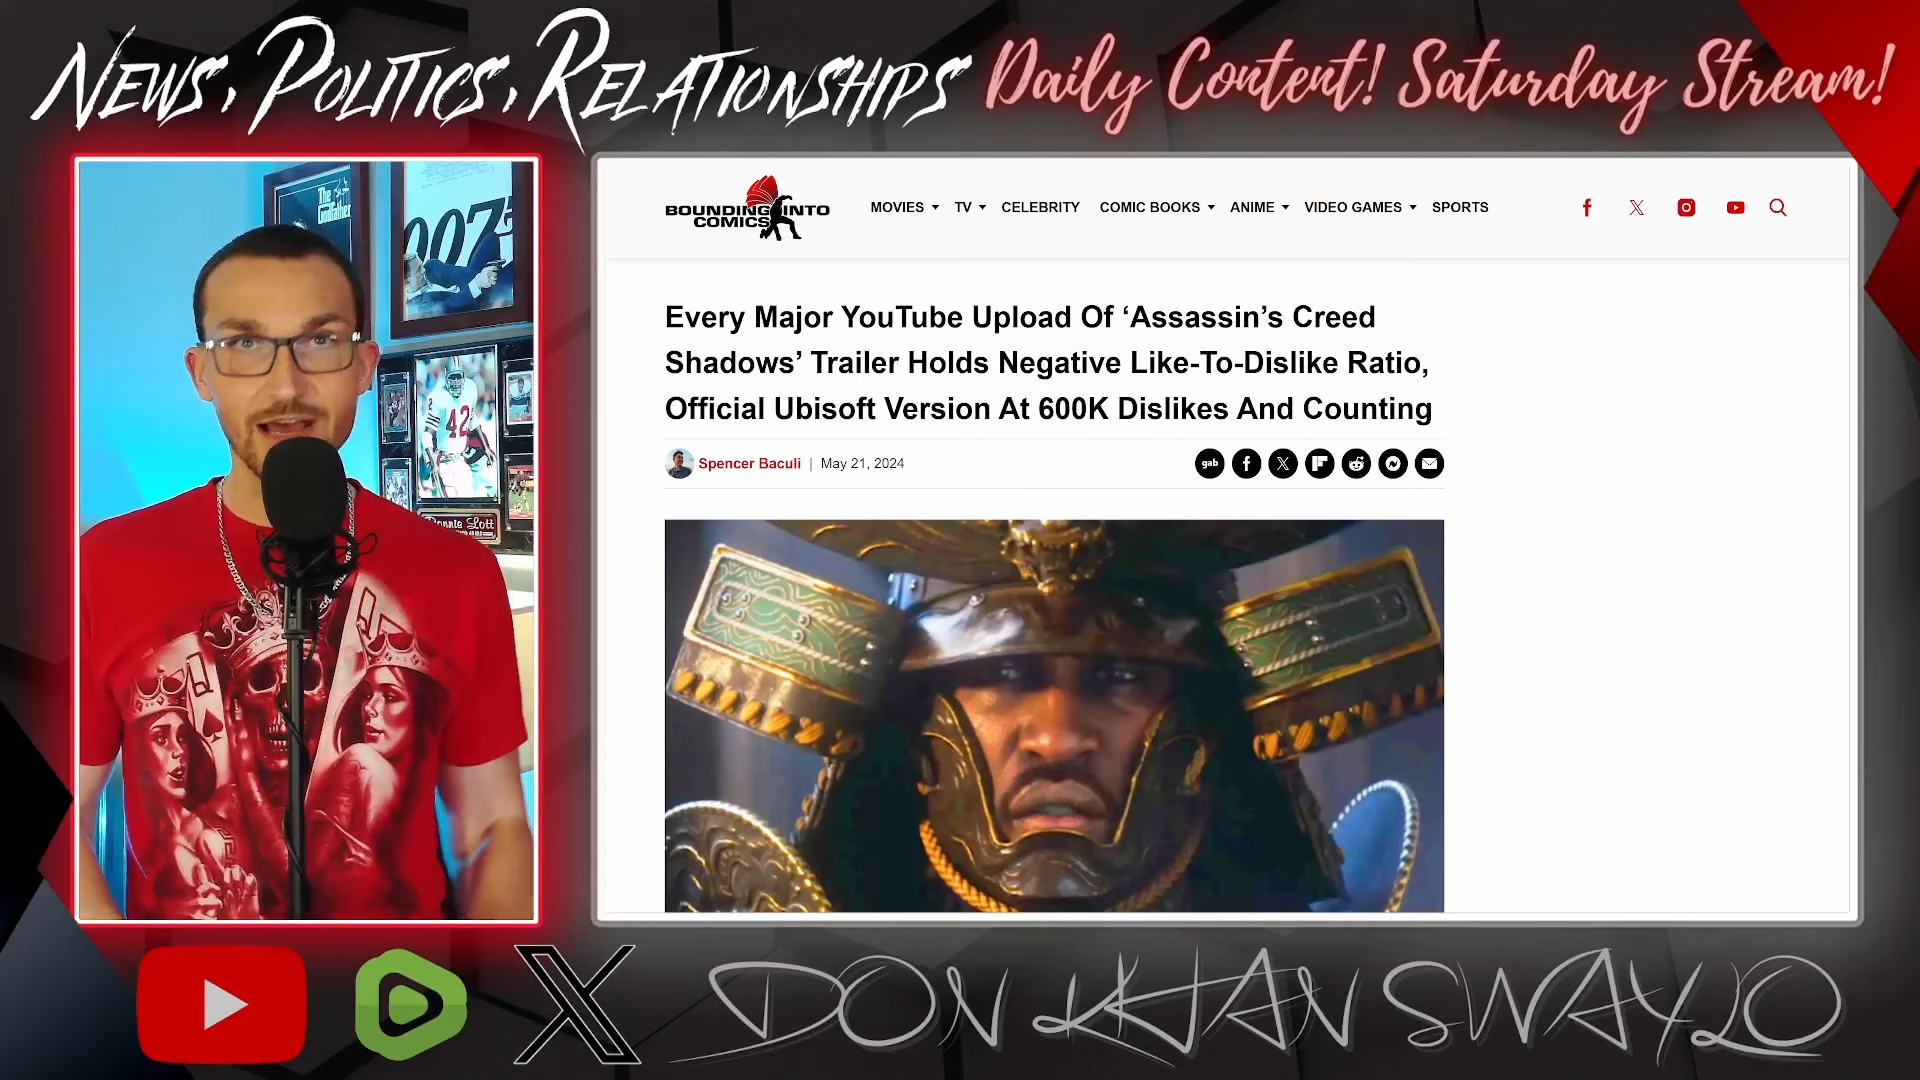 NEWS, POLITICS, RELATIONSHIPS Daily Content! Saturday Stream!
The Godfather
007
42
Ronnie Lott
Q
BOUNDING INTO COMICS
MOVIES TV CELEBRITY COMIC BOOKS ANIME VIDEO GAMES SPORTS
Every Major YouTube Upload Of ‘Assassin’s Creed
Shadows’ Trailer Holds Negative Like-To-Dislike Ratio,
Official Ubisoft Version At 600K Dislikes And Counting
Spencer Baculi | May 21, 2024
gab
DON KHAN SWAYLO